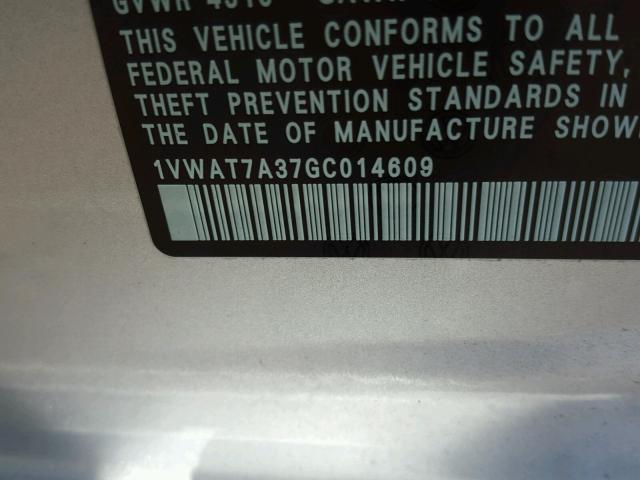 GVWR
THIS VEHICLE CONFORMS TO ALL
FEDERAL MOTOR VEHICLE SAFETY,
THEFT PREVENTION STANDARDS IN
THE DATE OF MANUFACTURE SHOW
1VWAT7A37GC014609